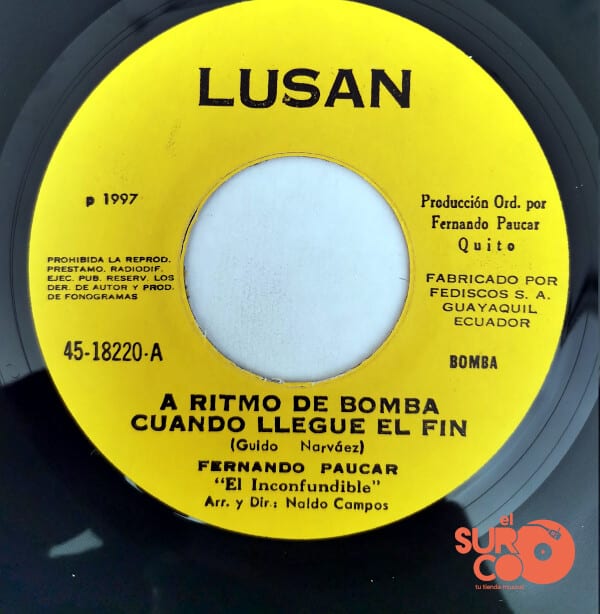 LUSAN
p 1997
Producción Ord. por
Fernando Paucar
Quito
PROHIBIDA LA REPROD.
PRESTAMO. RADIODIF.
EJEC. PUB. RESERV. LOS
DER. DE AUTOR Y PROD.
DE FONOGRAMAS
FABRICADO POR
FEDISCOS S. A.
GUAYAQUIL
ECUADOR
45-18220-A
BOMBA
A RITMO DE BOMBA
CUANDO LLEGUE EL FIN
(Guido Narváez)
FERNANDO PAUCAR
"El Inconfundible"
Arr. y Dir.: Naldo Campos
el
SUR
CO
tu tienda musical